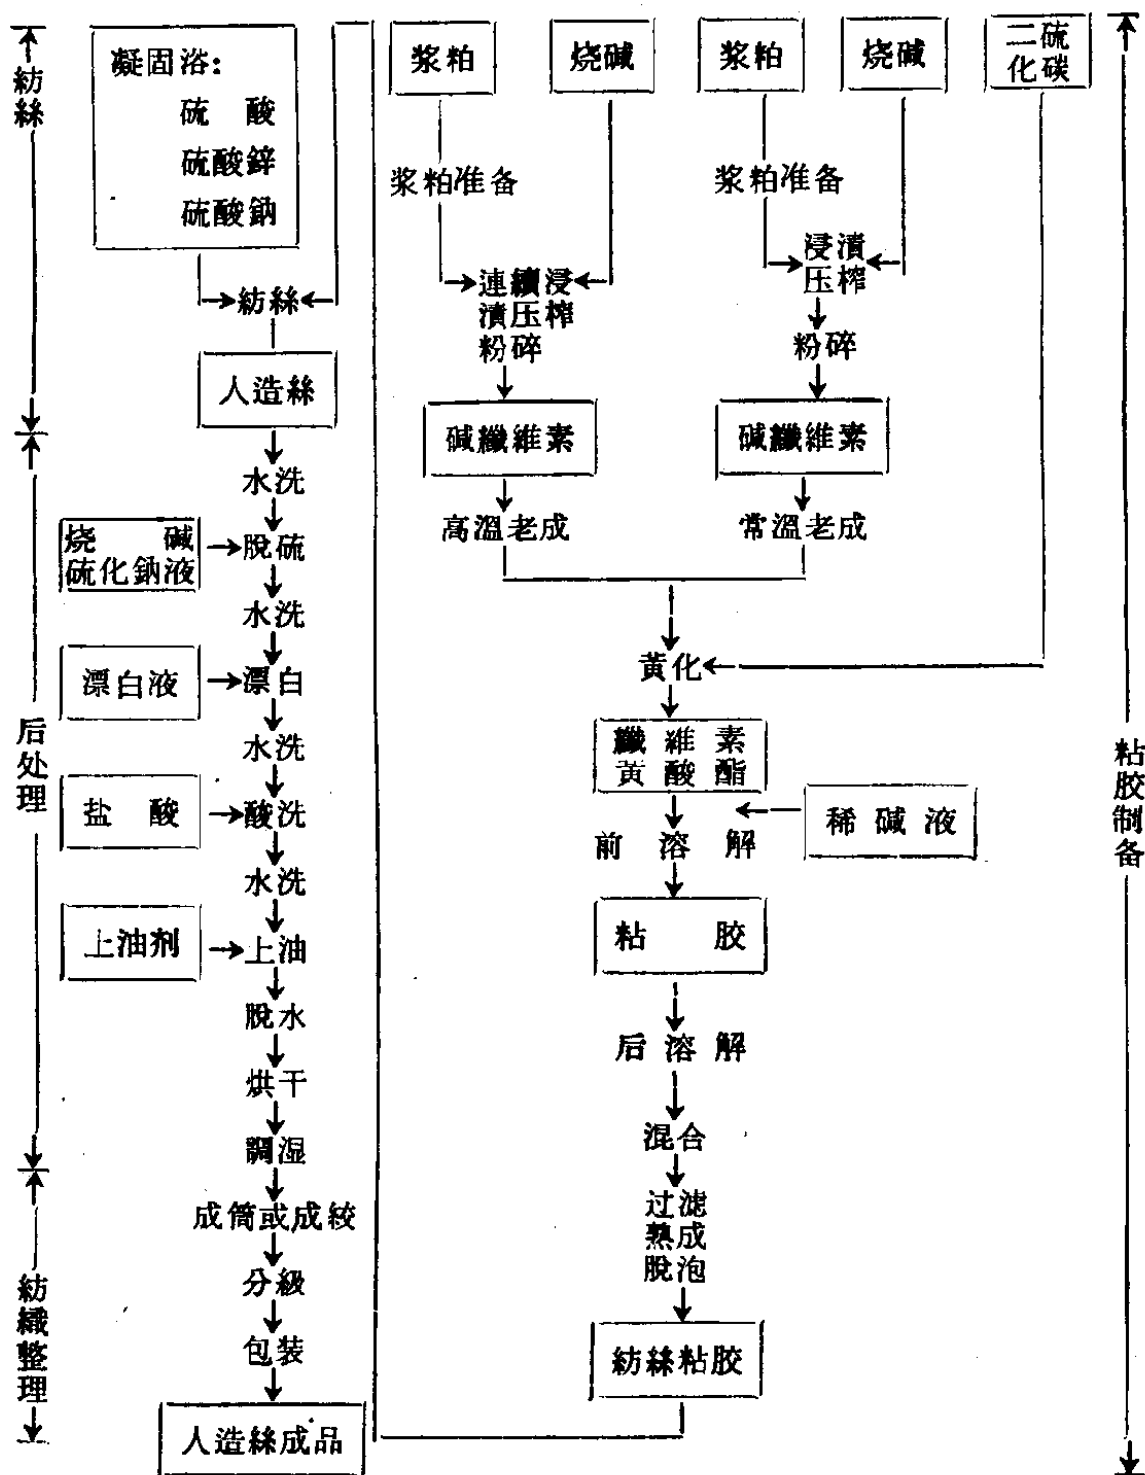 紡絲
凝固浴：
硫 酸
硫酸鋅
硫酸鈉
紡絲
人造絲
水洗
烧 碱
硫化鈉液
脫硫
水洗
漂白液
漂白
水洗
盐 酸
酸洗
水洗
上油剂
上油
脫水
烘干
調湿
成筒或成絞
分級
包装
人造絲成品
后处理
紡織整理
浆粕
烧碱
浆粕
烧碱
二硫
化碳
浆粕准备
浆粕准备
連續浸
漬压榨
粉碎
浸漬
压榨
粉碎
碱纖維素
碱纖維素
高溫老成
常溫老成
黃化
纖維素
黃酸酯
稀碱液
前溶解
粘 胶
后溶解
混合
过滤
熟成
脫泡
紡絲粘胶
粘胶制备